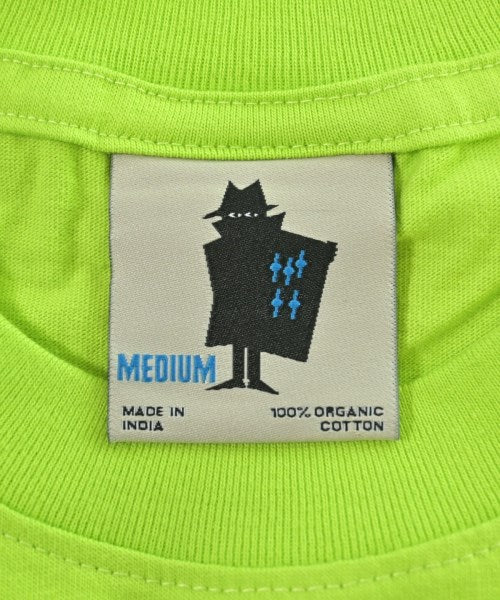 MEDIUM
MADE IN
INDIA
100% ORGANIC
COTTON